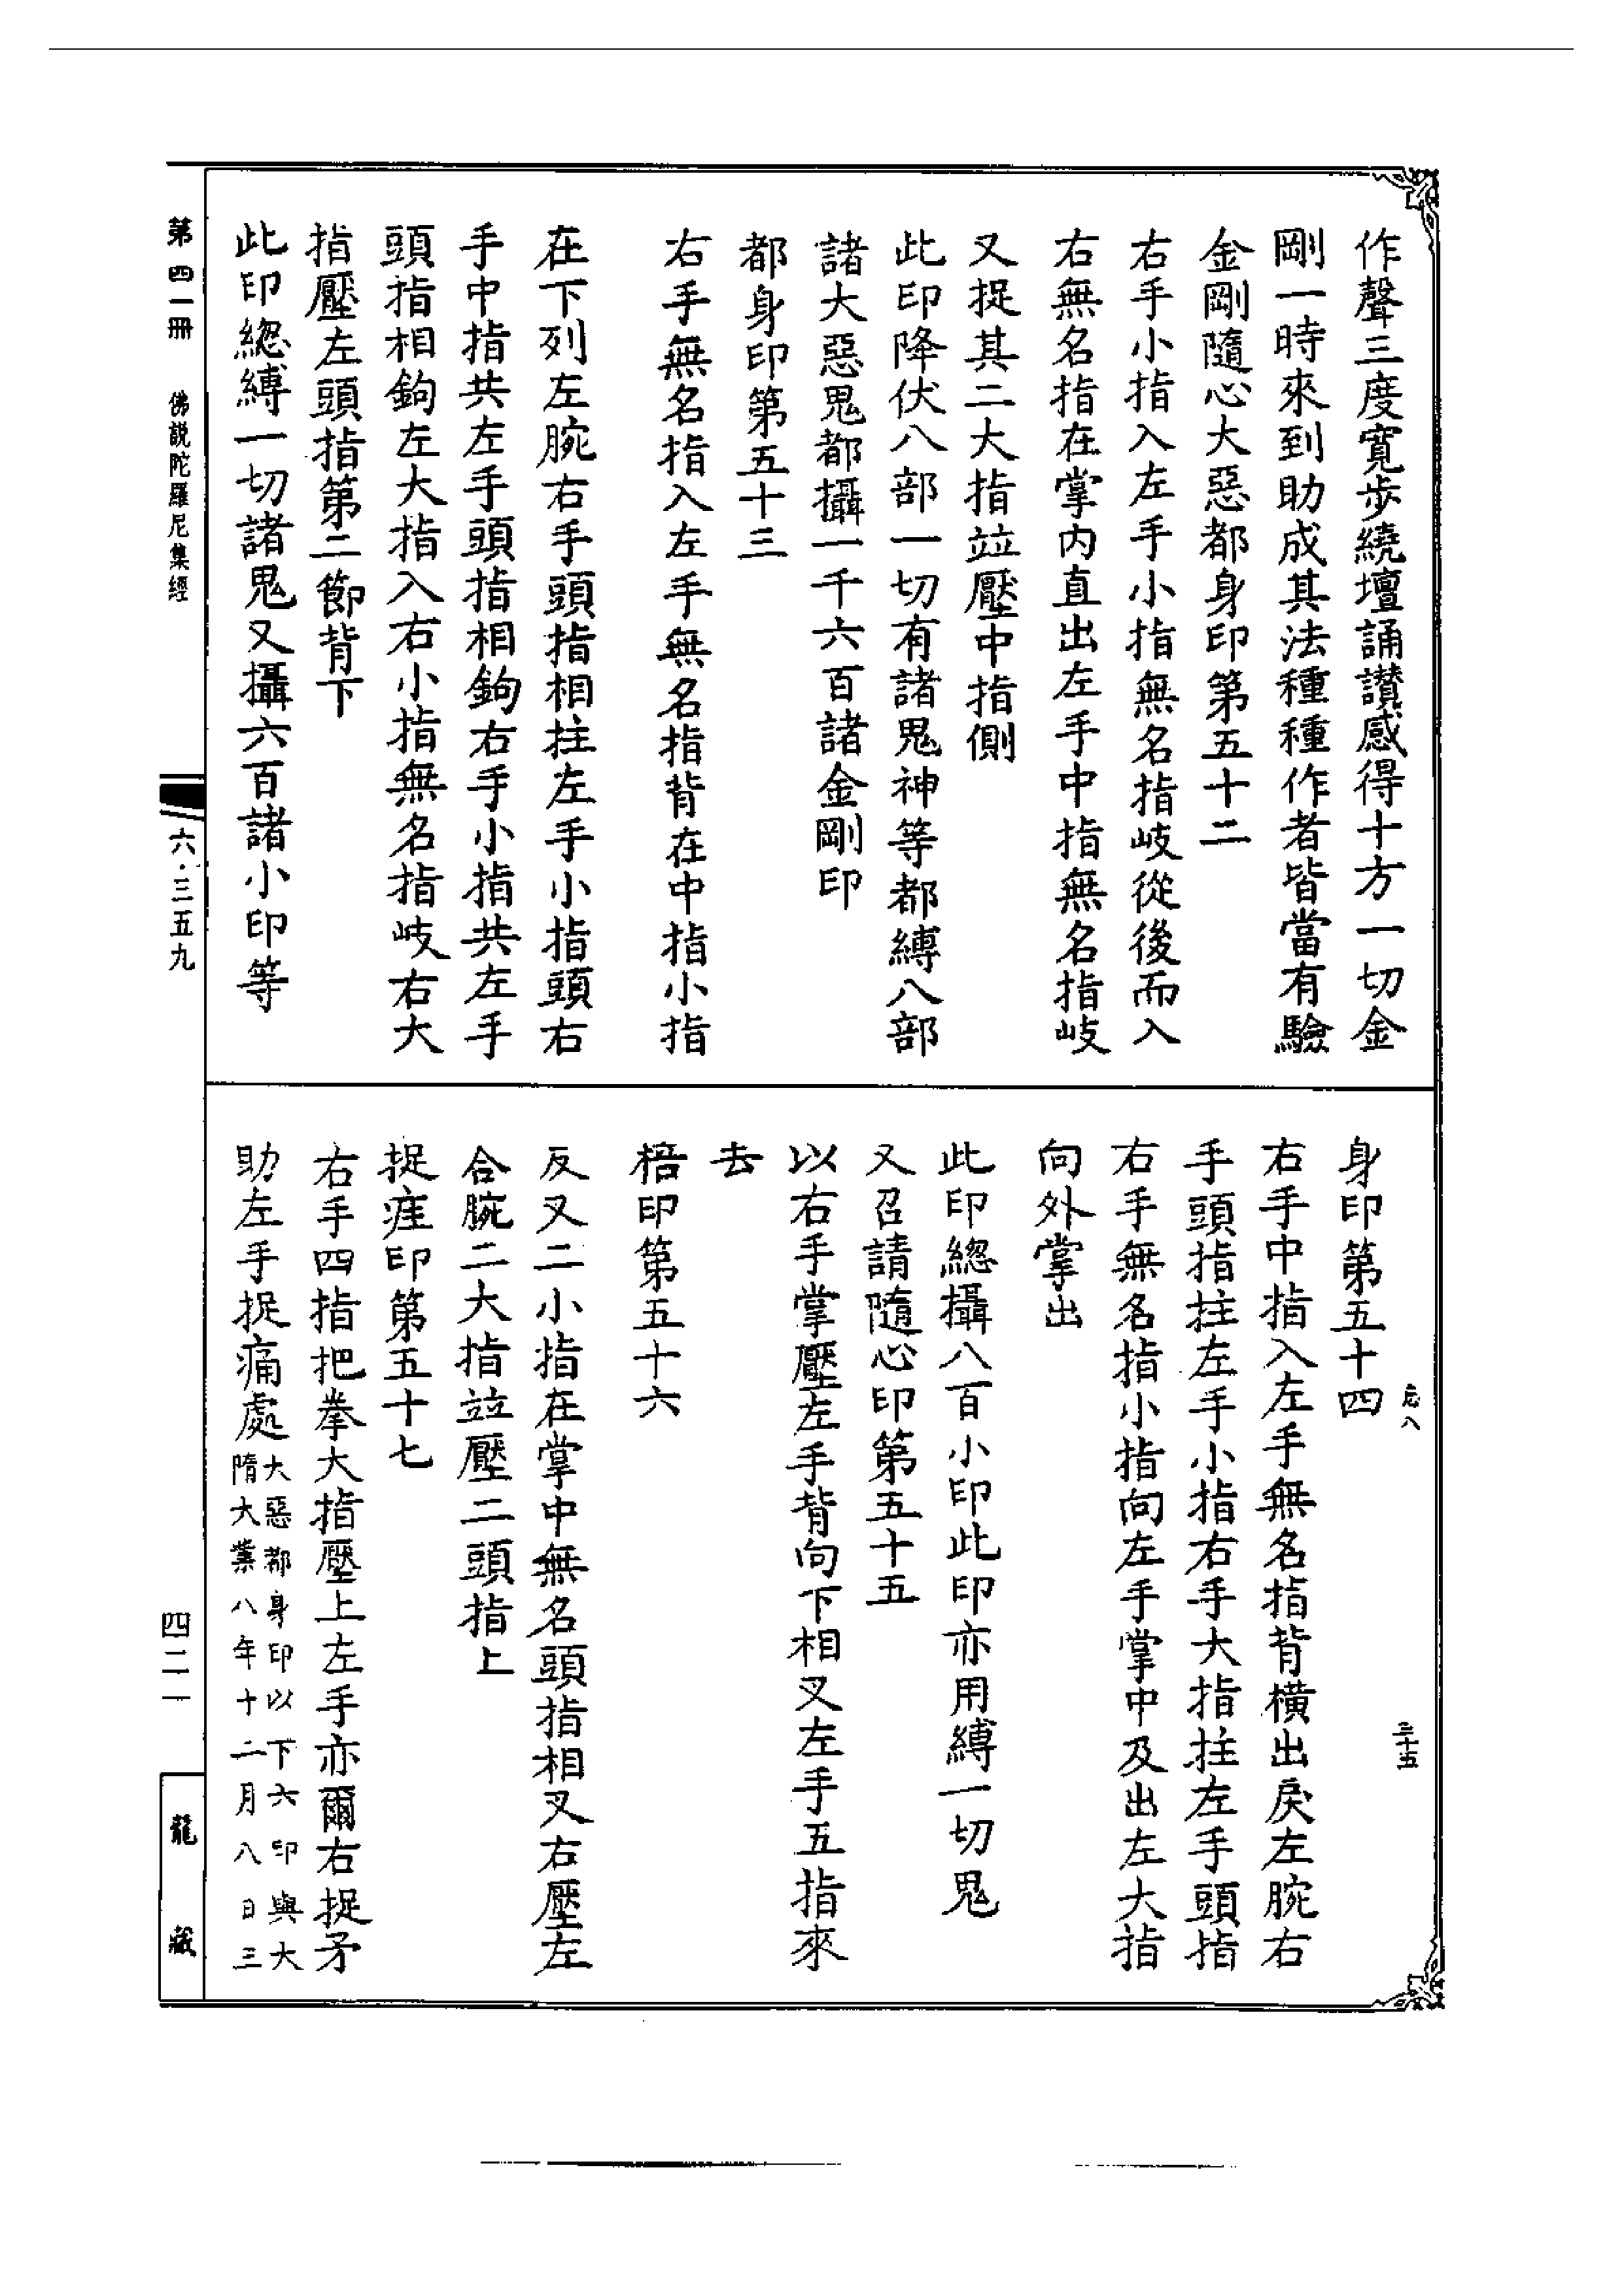 作聲三度寬步繞壇誦讃感得十方一切金
剛一時來到助成其法種種作者皆當有驗
金剛隨心大惡都身印第五十二
右手小指入左手小指無名指岐從後而入
右無名指在掌內直出左手中指無名指岐
又捉其二大指竝壓中指側
此印降伏八部一切有諸鬼神等都縛八部
諸大惡鬼都攝一千六百諸金剛印
都身印第五十三
右手無名指入左手無名指背在中指小指
在下列左腕右手頭指相拄左手小指頭右
手中指共左手頭指相鉤右手小指共左手
頭指相鉤左大指入右小指無名指岐右大
指壓左頭指第二節背下
此印總縛一切諸鬼又攝六百諸小印等
身印第五十四
右手中指入左手無名指背橫出戾左腕右
手頭指拄左手小指右手大指拄左手頭指
右手無名指小指向左手掌中及出左大指
向外掌出
此印總攝八百小印此印亦用縛一切鬼
又召請隨心印第五十五
以右手掌壓左手背向下相叉左手五指來
去
棓印第五十六
反叉二小指在掌中無名頭指相叉右壓左
合腕二大指竝壓二頭指上
捉疰印第五十七
右手四指把拳大指壓上左手亦爾右捉矛
助左手捉痛處大惡都身印以下六印與大
隋大業八年十二月八日三
三十五
第四一冊 佛說陀羅尼集經
六·三五九
四二一
龍藏